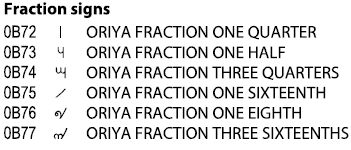 Fraction signs
0B72 ୲ ORIYA FRACTION ONE QUARTER
0B73 ୳ ORIYA FRACTION ONE HALF
0B74 ୴ ORIYA FRACTION THREE QUARTERS
0B75 ୵ ORIYA FRACTION ONE SIXTEENTH
0B76 ୶ ORIYA FRACTION ONE EIGHTH
0B77 ୷ ORIYA FRACTION THREE SIXTEENTHS